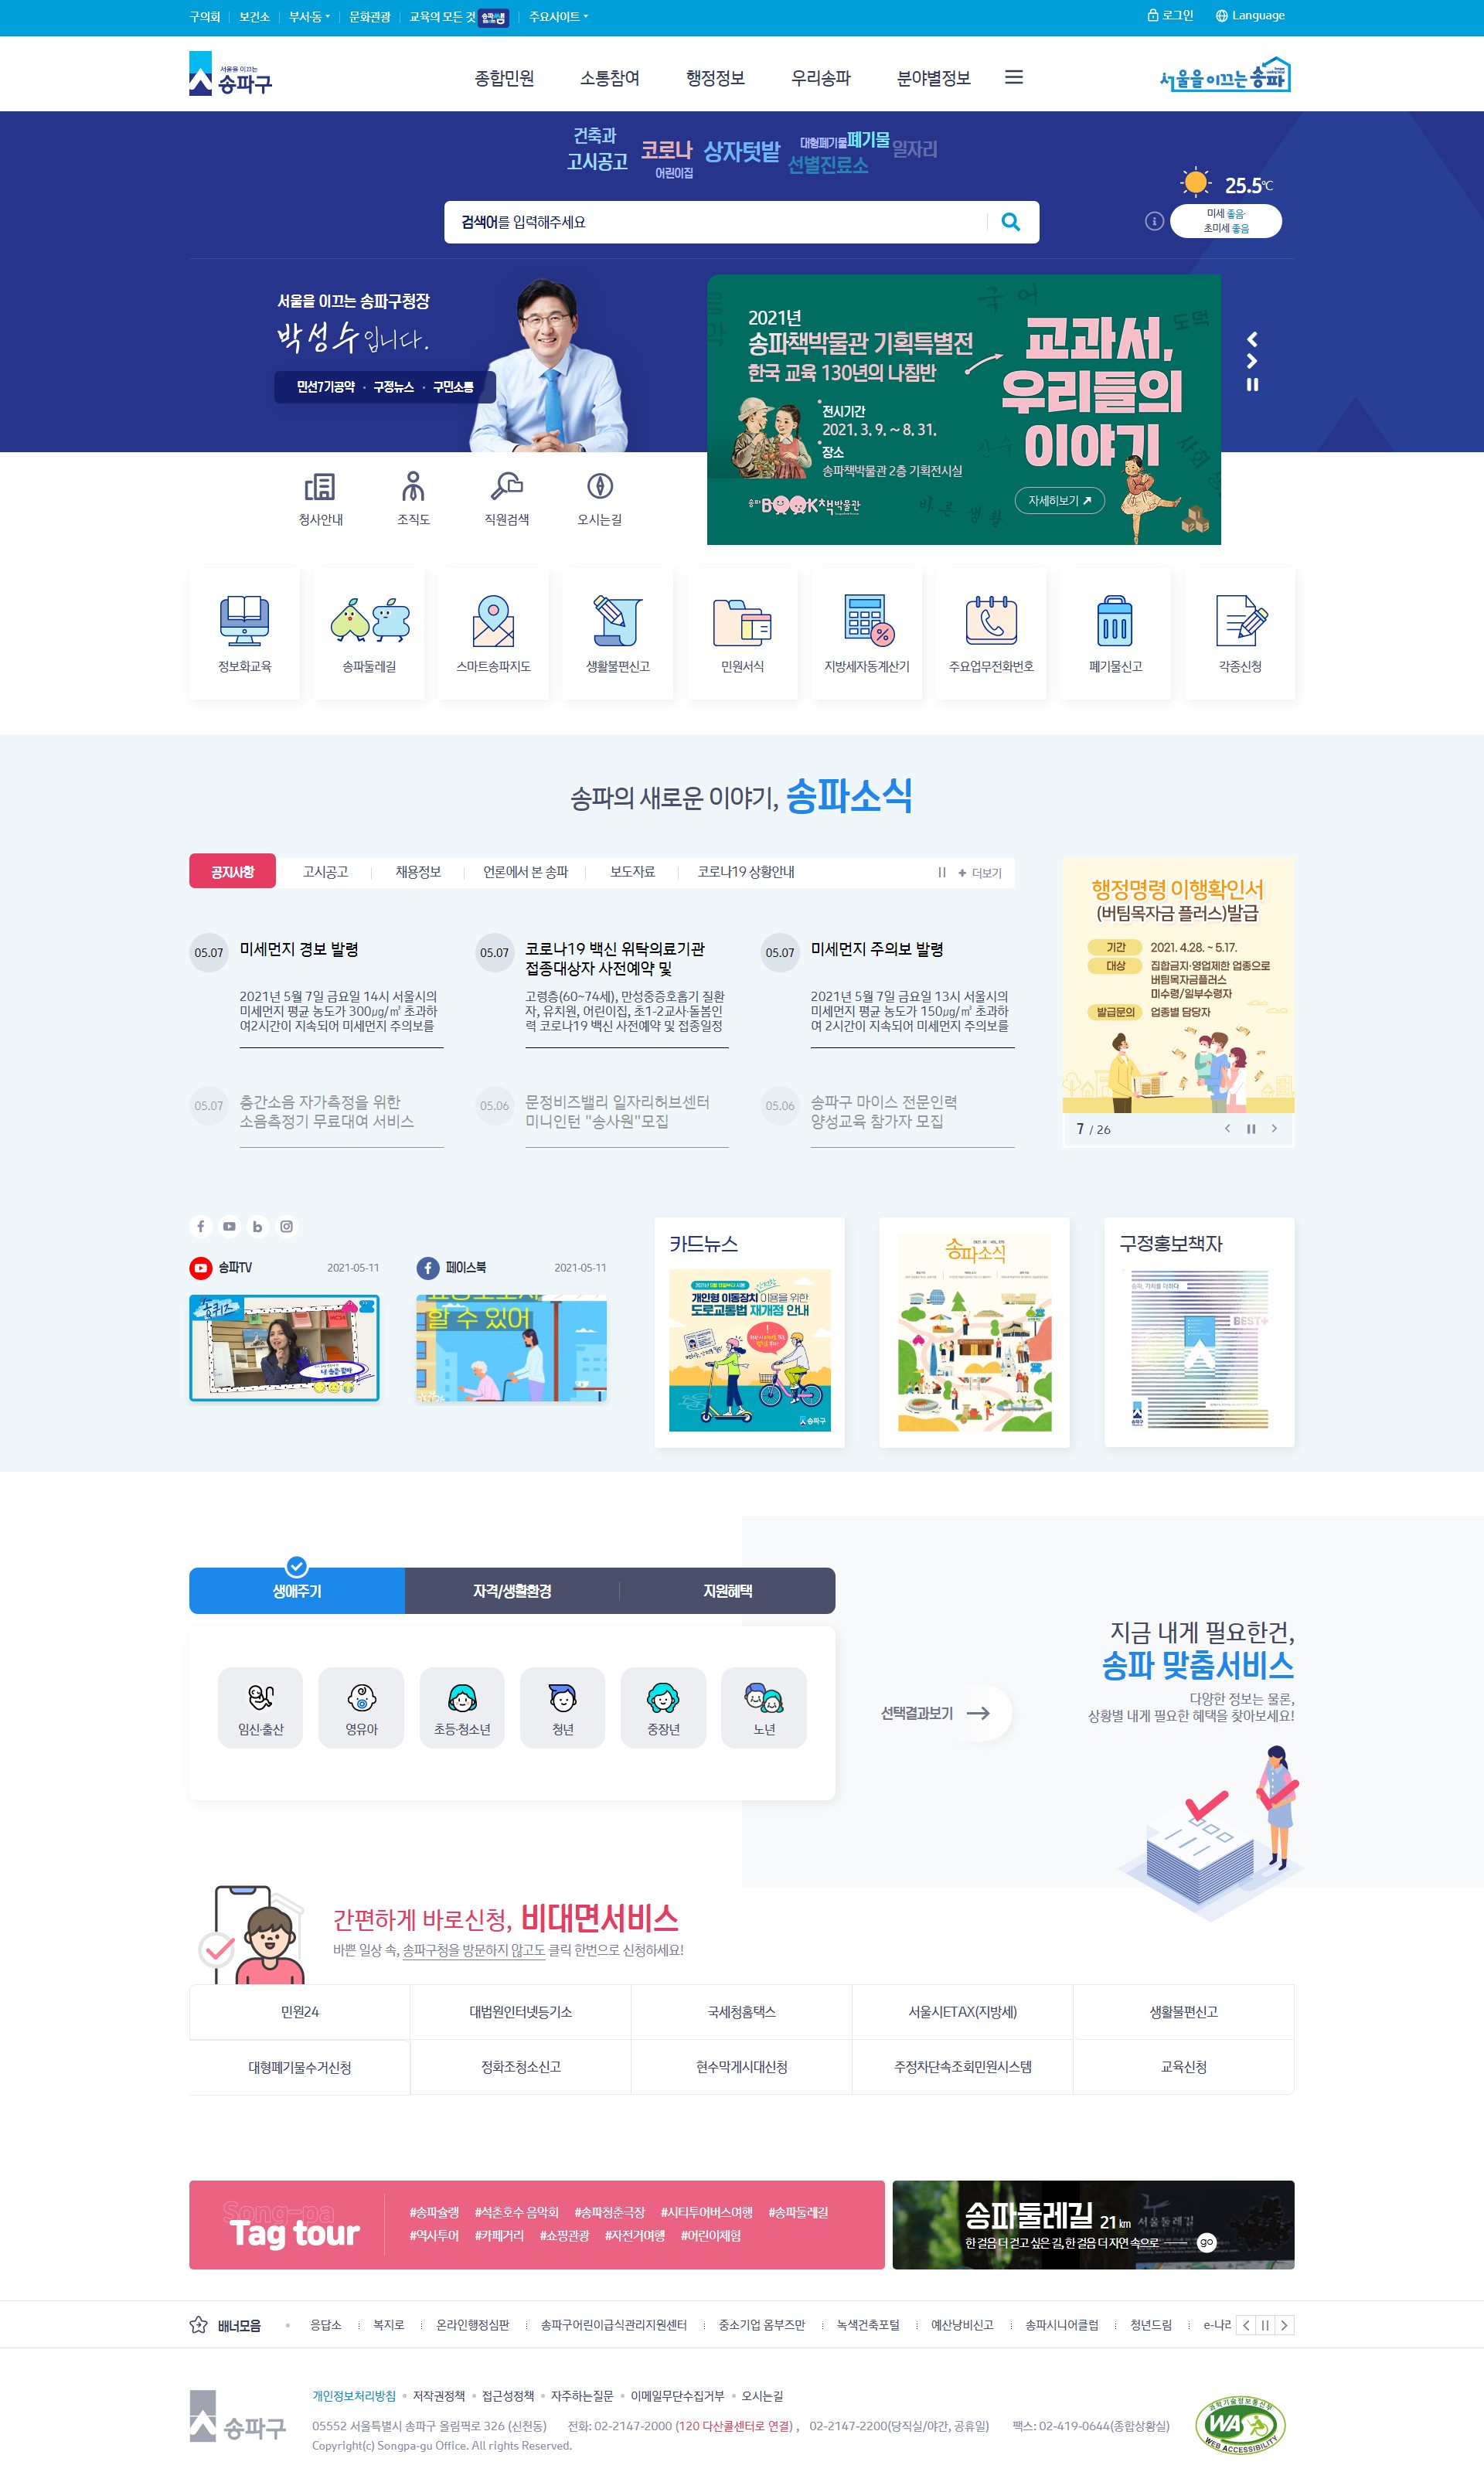 구의회
보건소
부서·동
문화관광
교육의 모든 것
주요사이트
로그인
Language
서울을 이끄는
송파구
종합민원
소통참여
행정정보
우리송파
분야별정보
서울을이끄는송파
건축과
고시공고
코로나
어린이집
상자텃밭
대형폐기물
폐기물
선별진료소
일자리
검색어를 입력해주세요
25.5℃
미세 좋음
초미세 좋음
서울을 이끄는 송파구청장
박성수입니다.
민선7기공약 · 구정뉴스 · 구민소통
2021년
송파책박물관 기획특별전
한국 교육 130년의 나침반
전시기간
2021. 3. 9. ~ 8. 31.
장소
송파책박물관 2층 기획전시실
송파 BOOK 책박물관
교과서,
우리들의
이야기
자세히보기
국 어
도덕
산수
사회
바른 생활
청사안내
조직도
직원검색
오시는길
정보화교육
송파둘레길
스마트송파지도
생활불편신고
민원서식
지방세자동계산기
주요업무전화번호
폐기물신고
각종신청
송파의 새로운 이야기, 송파소식
공지사항
고시공고
채용정보
언론에서 본 송파
보도자료
코로나19 상황안내
더보기
05.07
미세먼지 경보 발령
2021년 5월 7일 금요일 14시 서울시의
미세먼지 평균 농도가 300㎍/㎥ 초과하
여2시간이 지속되어 미세먼지 주의보를
05.07
코로나19 백신 위탁의료기관
접종대상자 사전예약 및
고령층(60~74세), 만성중증호흡기 질환
자, 유치원, 어린이집, 초1-2교사·돌봄인
력 코로나19 백신 사전예약 및 접종일정
05.07
미세먼지 주의보 발령
2021년 5월 7일 금요일 13시 서울시의
미세먼지 평균 농도가 150㎍/㎥ 초과하
여 2시간이 지속되어 미세먼지 주의보를
05.07
층간소음 자가측정을 위한
소음측정기 무료대여 서비스
05.06
문정비즈밸리 일자리허브센터
미니인턴 "송사원"모집
05.06
송파구 마이스 전문인력
양성교육 참가자 모집
행정명령 이행확인서
(버팀목자금 플러스)발급
기간 2021. 4.28. ~ 5.17.
대상 집합금지·영업제한 업종으로
버팀목자금플러스
미수령/일부수령자
발급문의 업종별 담당자
7 / 26
송파TV
2021-05-11
송퀴즈
페이스북
2021-05-11
할 수 있어
카드뉴스
개인형 이동장치 이용을 위한
도로교통법 재개정 안내
송파구
송파소식
구정홍보책자
송파, 가치를 더하다
BEST+
생애주기
자격/생활환경
지원혜택
임신·출산
영유아
초등·청소년
청년
중장년
노년
선택결과보기
지금 내게 필요한건,
송파 맞춤서비스
다양한 정보는 물론,
상황별 내게 필요한 혜택을 찾아보세요!
간편하게 바로신청, 비대면서비스
바쁜 일상 속, 송파구청을 방문하지 않고도 클릭 한번으로 신청하세요!
민원24
대법원인터넷등기소
국세청홈택스
서울시ETAX(지방세)
생활불편신고
대형폐기물수거신청
정화조청소신고
현수막게시대신청
주정차단속조회민원시스템
교육신청
Song-pa
Tag tour
#송파슐랭 #석촌호수 음악회 #송파청춘극장 #시티투어버스여행 #송파둘레길
#역사투어 #카페거리 #쇼핑관광 #자전거여행 #어린이체험
송파둘레길 21km
한 걸음 더 걷고 싶은 길, 한 걸음 더 자연 속으로
go
서울둘레길
Seoul Trail
배너모음
응답소
복지로
온라인행정심판
송파구어린이급식관리지원센터
중소기업 옴부즈만
녹색건축포털
예산낭비신고
송파시니어클럽
청년드림
e-나라
송파구
개인정보처리방침 저작권정책 접근성정책 자주하는질문 이메일무단수집거부 오시는길
05552 서울특별시 송파구 올림픽로 326 (신천동) 전화: 02-2147-2000 (120 다산콜센터로 연결) , 02-2147-2200(당직실/야간, 공휴일) 팩스: 02-419-0644(종합상황실)
Copyright(c) Songpa-gu Office. All rights Reserved.
과학기술정보통신부
WA
WEB ACCESSIBILITY